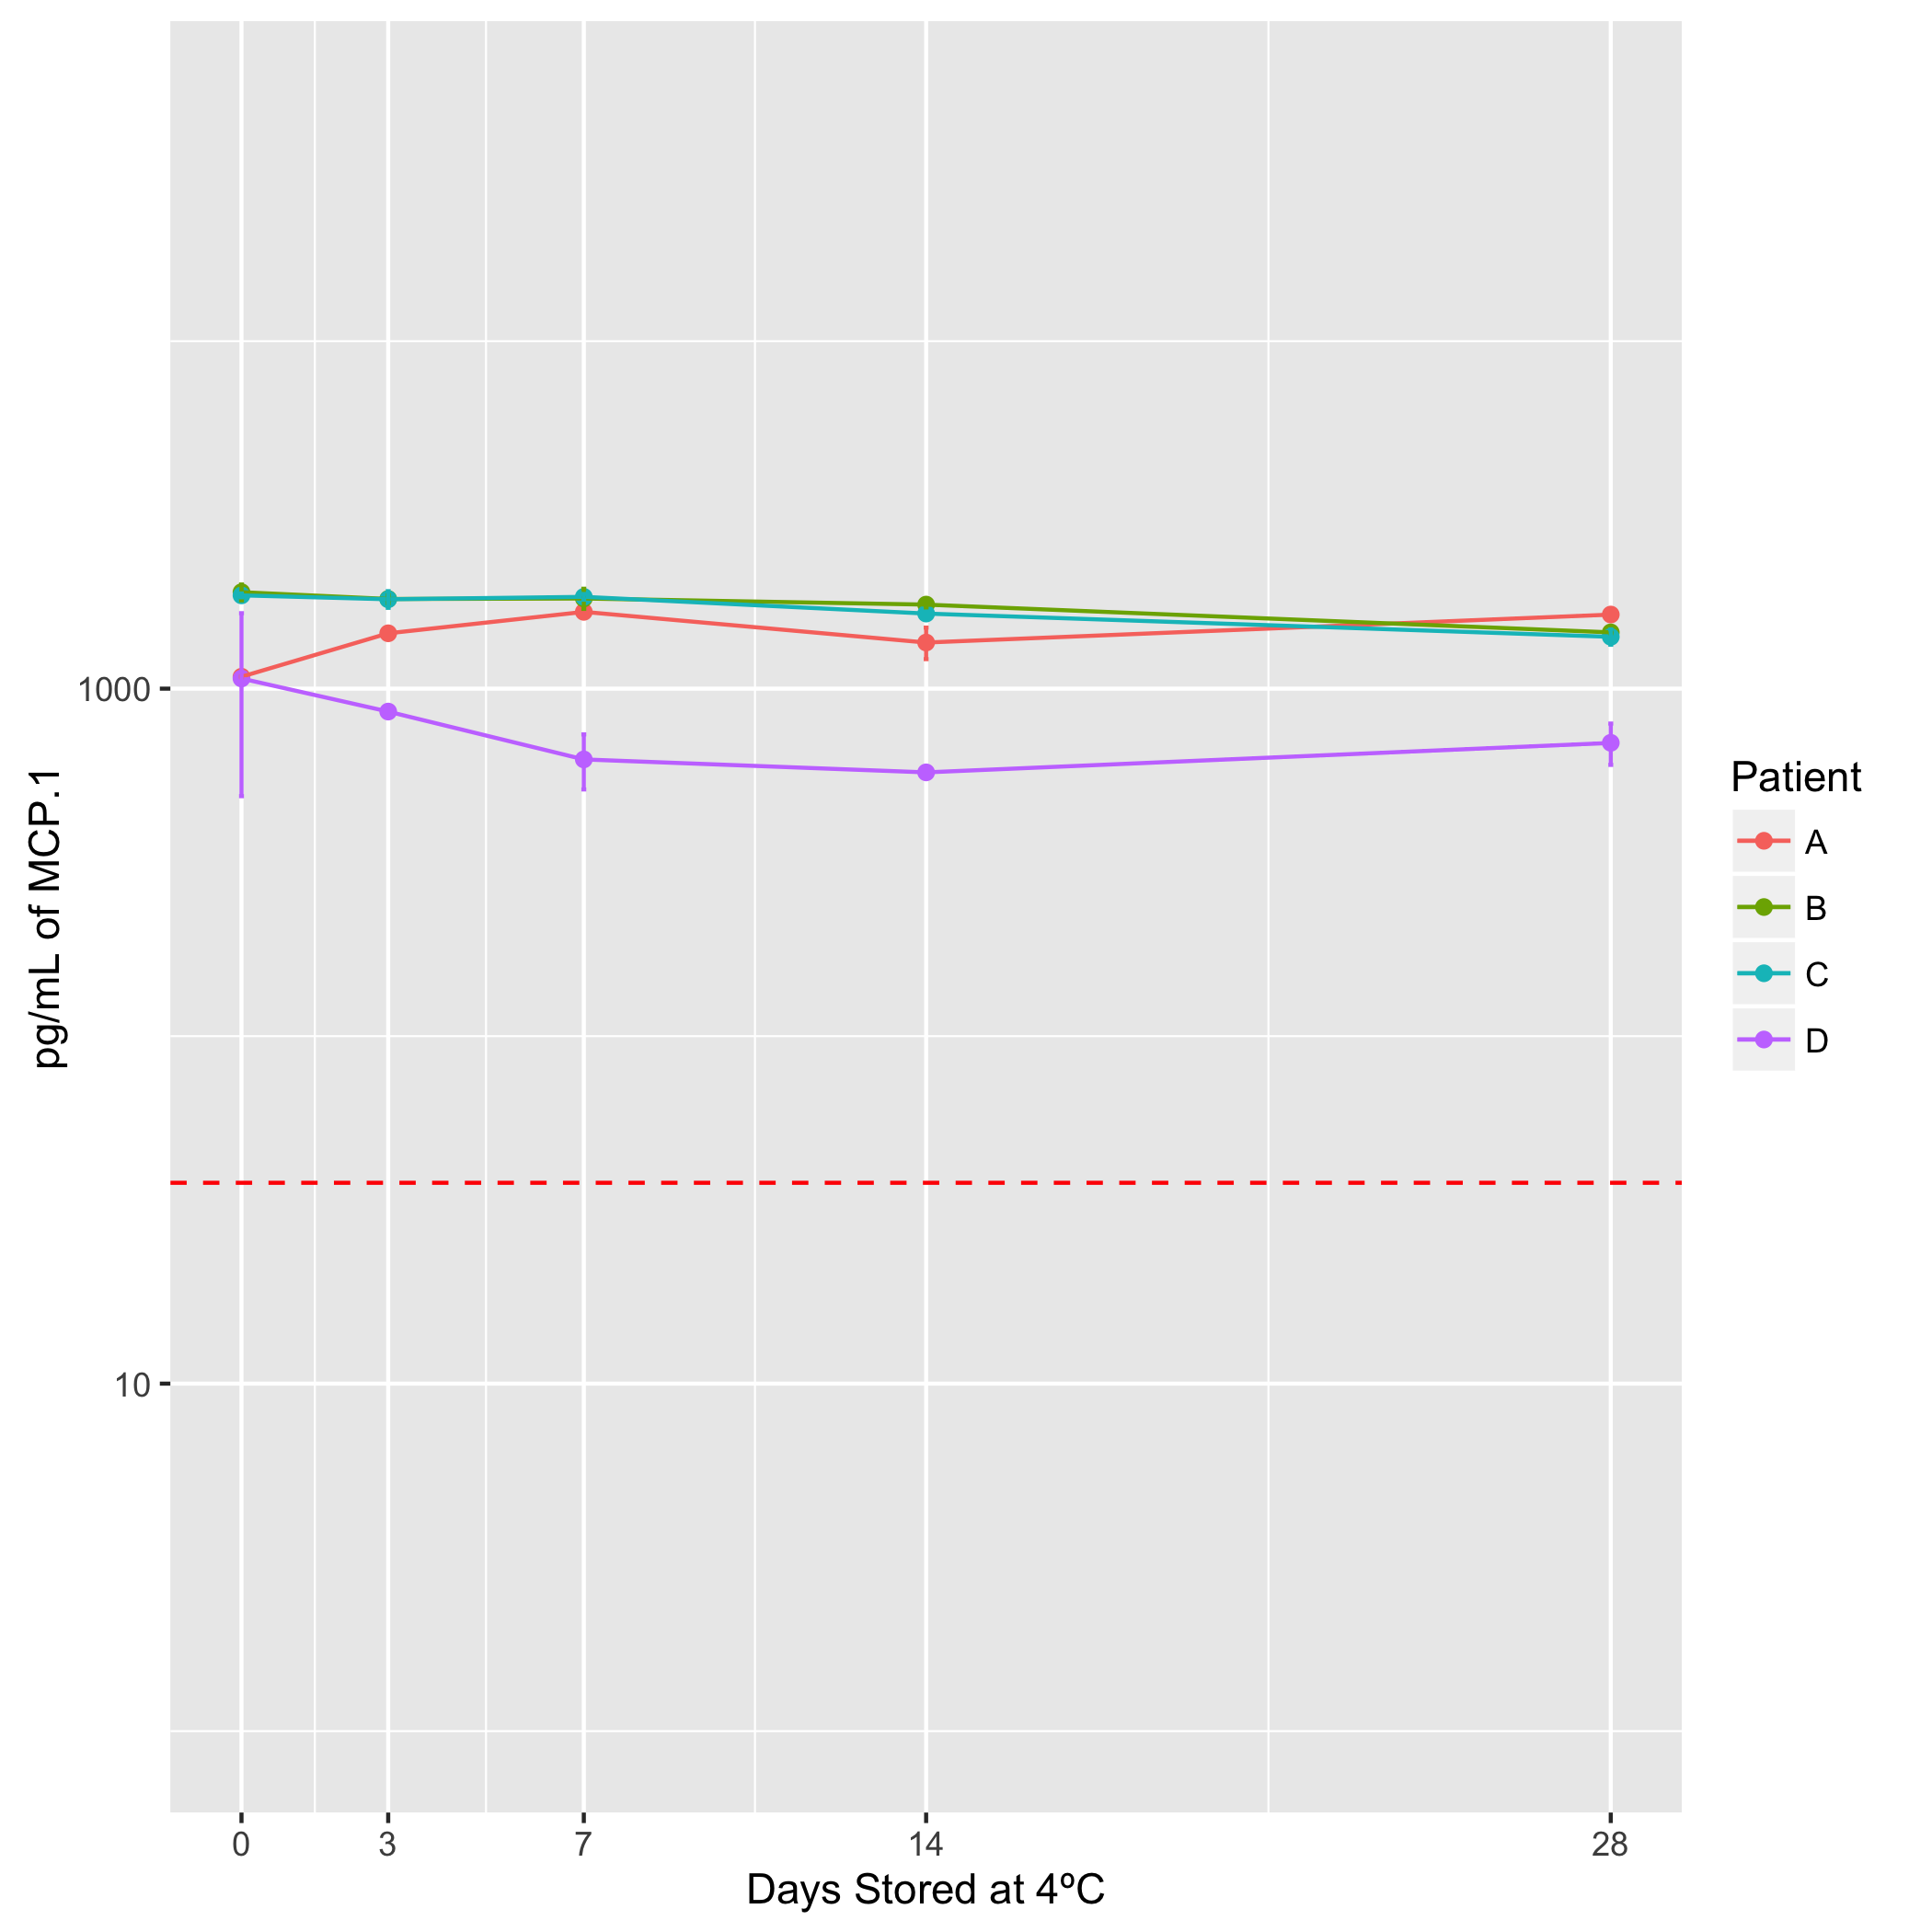 pg/mL of MCP.1
1000
10
0 3 7 14 28
Days Stored at 4ºC
Patient
A
B
C
D